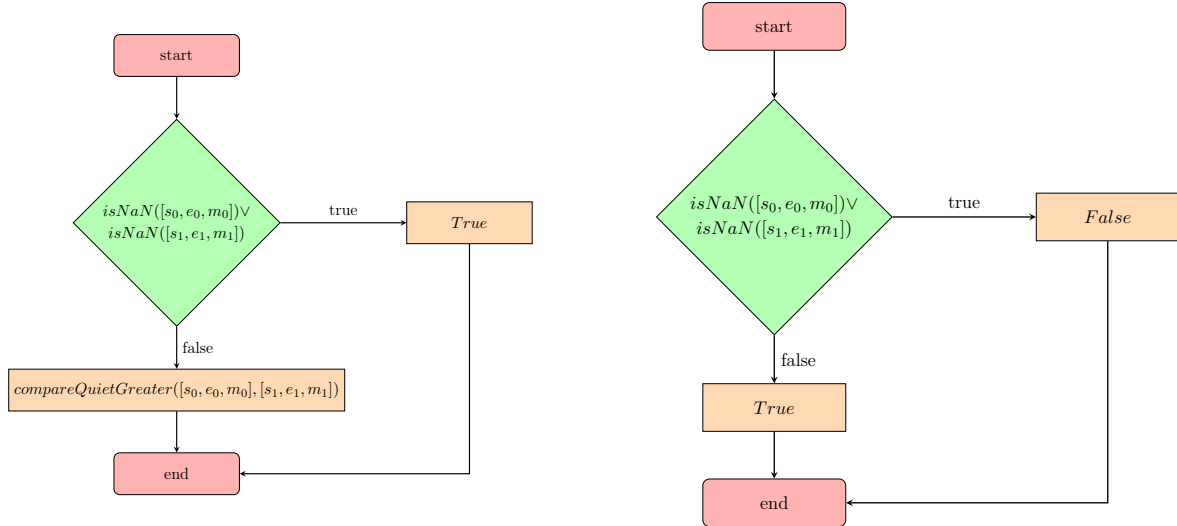 start
isNaN([s₀, e₀, m₀])∨
isNaN([s₁, e₁, m₁])
true
True
false
compareQuietGreater([s₀, e₀, m₀], [s₁, e₁, m₁])
end
start
isNaN([s₀, e₀, m₀])∨
isNaN([s₁, e₁, m₁])
true
False
false
True
end